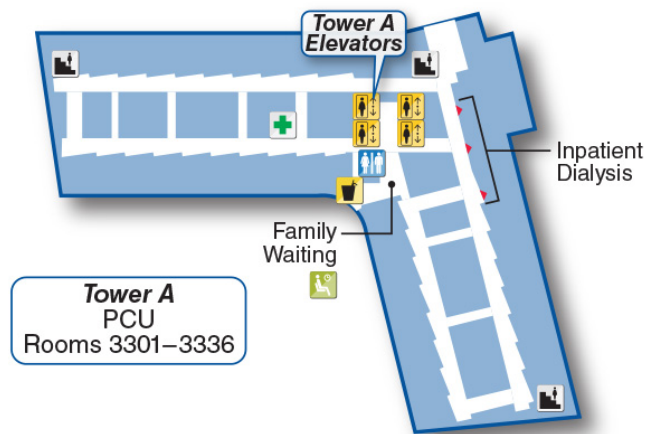 Tower A
Elevators
Inpatient
Dialysis
Family
Waiting
Tower A
PCU
Rooms 3301–3336